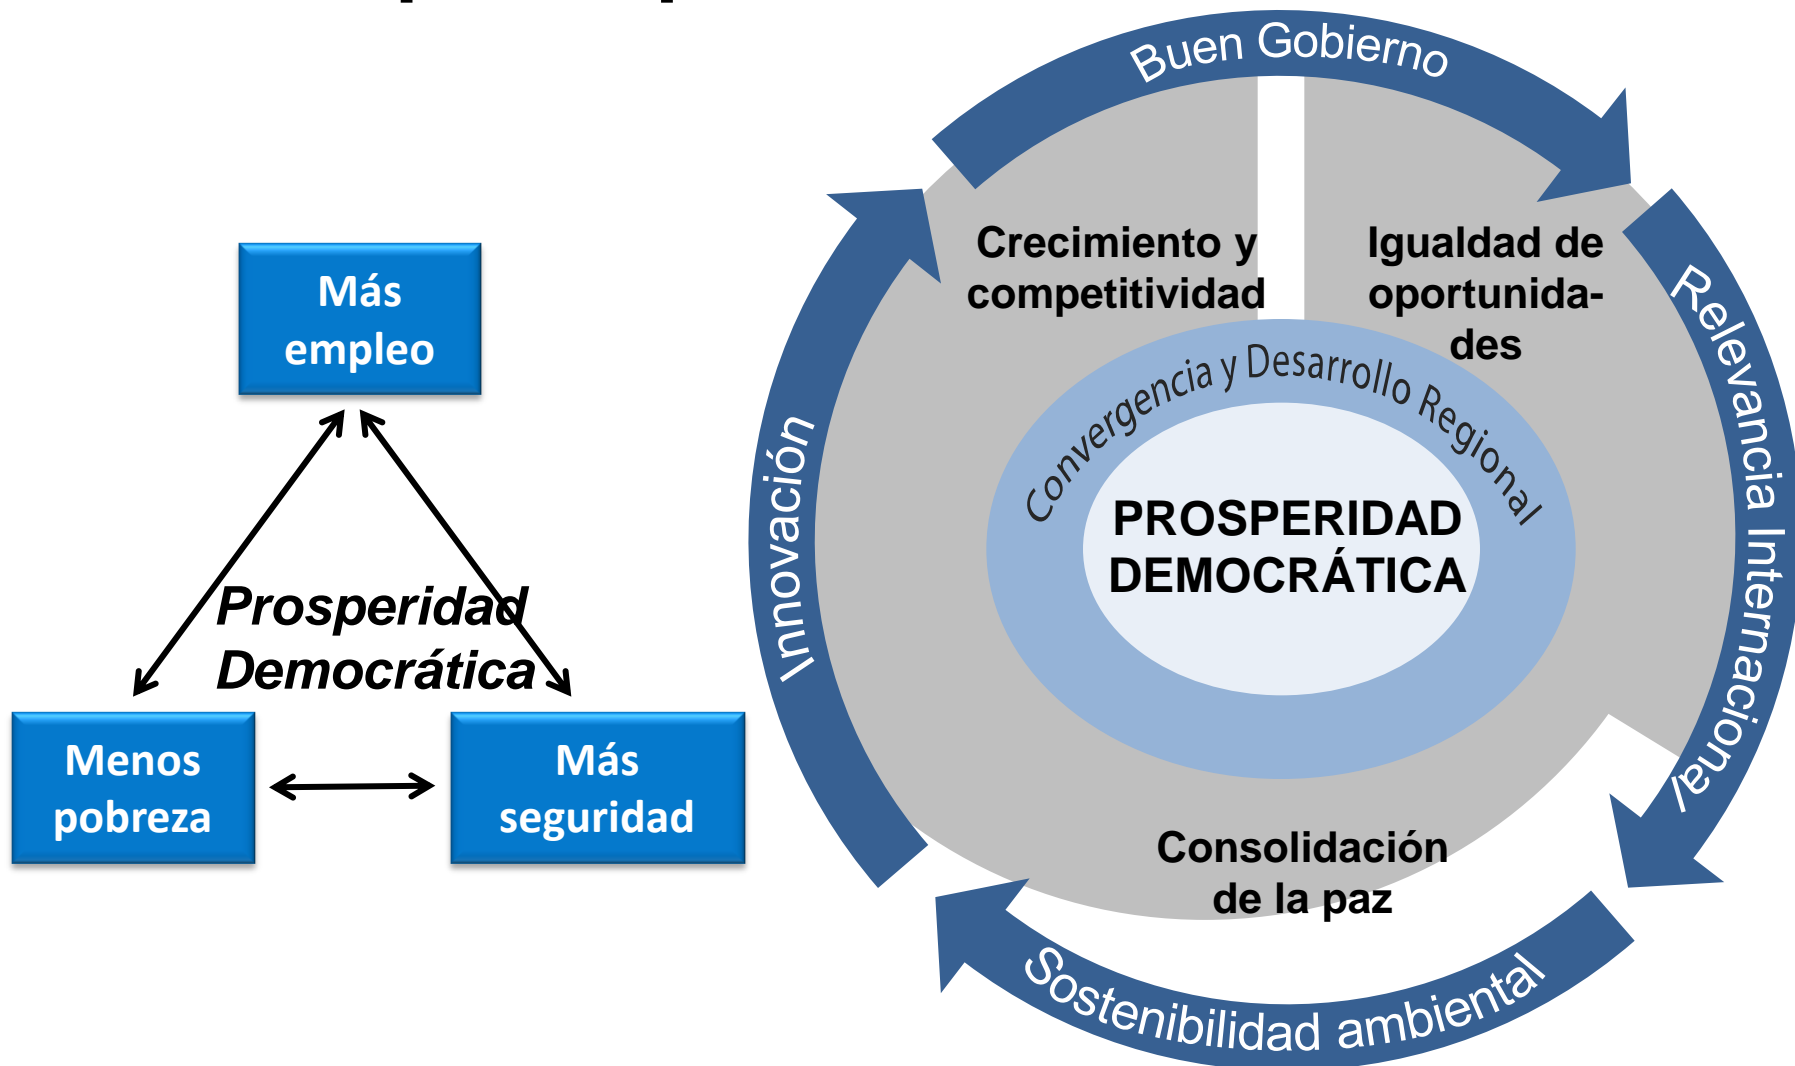 Más
empleo
Prosperidad
Democrática
Menos
pobreza
Más
seguridad
Buen Gobierno
Relevancia Internacional
Sostenibilidad ambiental
Innovación
Crecimiento y
competitividad
Igualdad de
oportunida-
des
Convergencia y Desarrollo Regional
PROSPERIDAD
DEMOCRÁTICA
Consolidación
de la paz